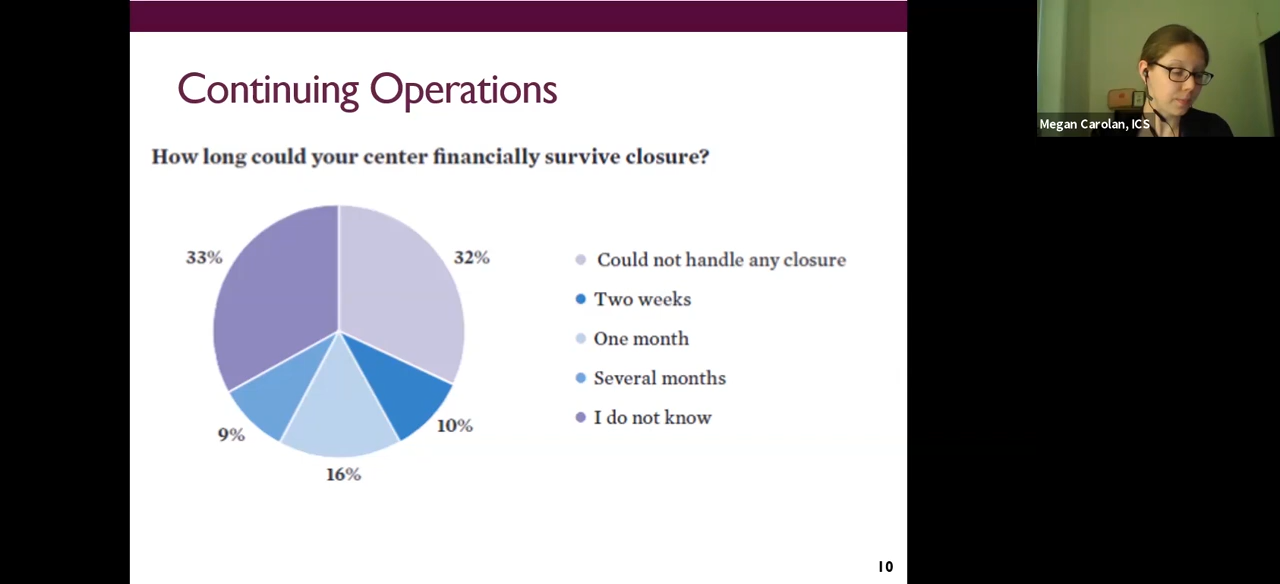 Continuing Operations
Megan Carolan, ICS
How long could your center financially survive closure?
33%
32%
10%
9%
16%
Could not handle any closure
Two weeks
One month
Several months
I do not know
10